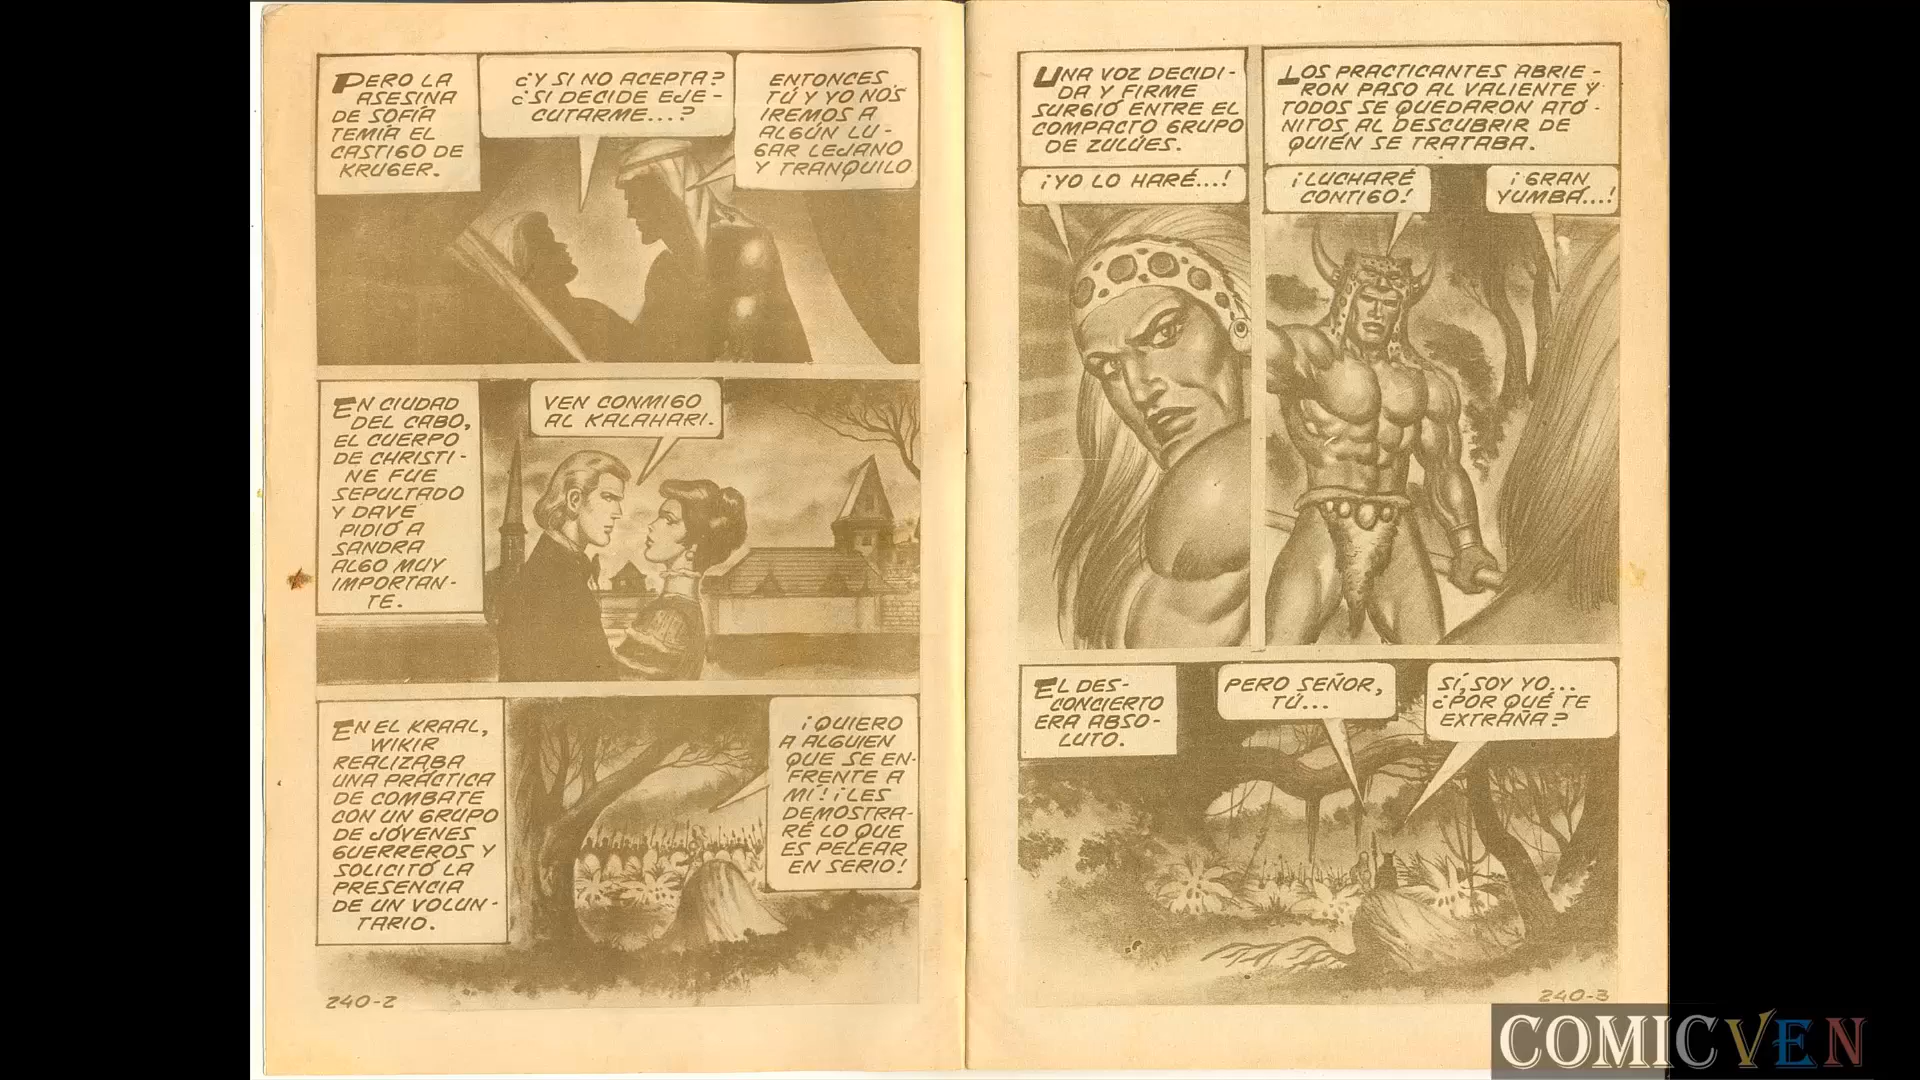 PERO LA
ASESINA
DE SOFÍA
TEMÍA EL
CASTIGO DE
KRUGER.
¿Y SI NO ACEPTA?
¿SI DECIDE EJE-
CUTARME...?
ENTONCES,
TÚ Y YO NOS
IREMOS A
ALGÚN LU-
GAR LEJANO
Y TRANQUILO
EN CIUDAD
DEL CABO,
EL CUERPO
DE CHRISTI-
NE FUE
SEPULTADO
Y DAVE
PIDIÓ A
SANDRA
ALGO MUY
IMPORTAN-
TE.
VEN CONMIGO
AL KALAHARI.
EN EL KRAAL,
WIKIR
REALIZABA
UNA PRÁCTICA
DE COMBATE
CON UN GRUPO
DE JÓVENES
GUERREROS Y
SOLICITÓ LA
PRESENCIA
DE UN VOLUN-
TARIO.
¡QUIERO
A ALGUIEN
QUE SE EN-
FRENTE A
MÍ! ¡LES
DEMOSTRA-
RÉ LO QUE
ES PELEAR
EN SERIO!
240-2
UNA VOZ DECIDI-
DA Y FIRME
SURGIÓ ENTRE EL
COMPACTO GRUPO
DE ZULÚES.
¡YO LO HARÉ...!
LOS PRACTICANTES ABRIE-
RON PASO AL VALIENTE Y
TODOS SE QUEDARON ATÓ-
NITOS AL DESCUBRIR DE
QUIÉN SE TRATABA.
¡LUCHARÉ
CONTIGO!
¡GRAN
YUMBÁ...!
EL DES-
CONCIERTO
ERA ABSO-
LUTO.
PERO SEÑOR,
TÚ...
SÍ, SOY YO...
¿POR QUÉ TE
EXTRAÑA?
240-3
COMICVEN